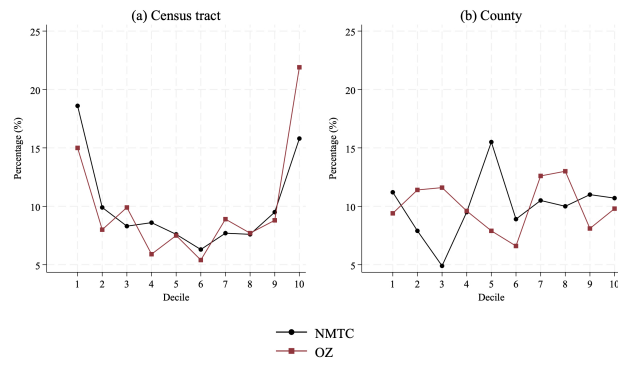 (a) Census tract
(b) County
25
20
15
10
5
Percentage (%)
1 2 3 4 5 6 7 8 9 10
Decile
25
20
15
10
5
Percentage (%)
1 2 3 4 5 6 7 8 9 10
Decile
NMTC
OZ